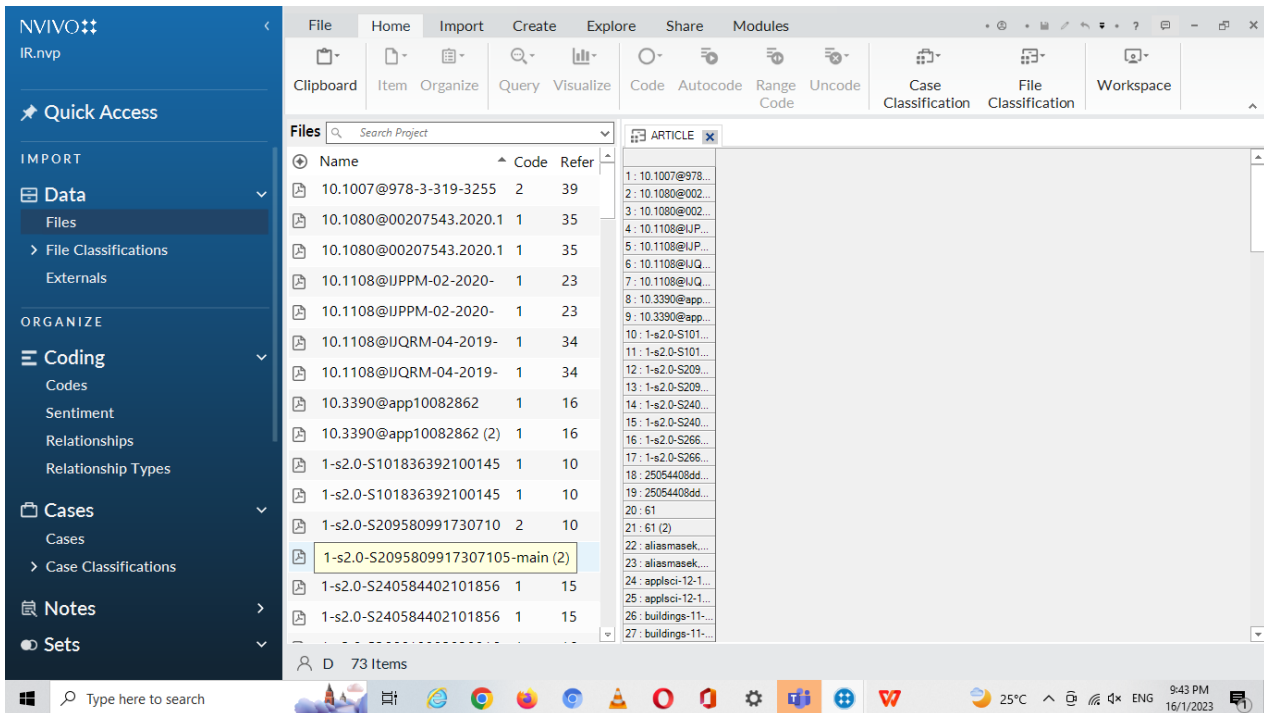 NVIVO
IR.nvp
Quick Access
IMPORT
Data
Files
File Classifications
Externals
ORGANIZE
Coding
Codes
Sentiment
Relationships
Relationship Types
Cases
Cases
Case Classifications
Notes
Sets
File Home Import Create Explore Share Modules
Clipboard Item Organize Query Visualize Code Autocode Range Code Uncode Case Classification File Classification Workspace
Files Search Project
Name Code Refer
10.1007@978-3-319-3255 2 39
10.1080@00207543.2020.1 1 35
10.1080@00207543.2020.1 1 35
10.1108@IJPPM-02-2020- 1 23
10.1108@IJPPM-02-2020- 1 23
10.1108@IJQRM-04-2019- 1 34
10.1108@IJQRM-04-2019- 1 34
10.3390@app10082862 1 16
10.3390@app10082862 (2) 1 16
1-s2.0-S101836392100145 1 10
1-s2.0-S101836392100145 1 10
1-s2.0-S209580991730710 2 10
1-s2.0-S2095809917307105-main (2)
1-s2.0-S240584402101856 1 15
1-s2.0-S240584402101856 1 15
ARTICLE
1 : 10.1007@978...
2 : 10.1080@002...
3 : 10.1080@002...
4 : 10.1108@IJP...
5 : 10.1108@IJP...
6 : 10.1108@IJQ...
7 : 10.1108@IJQ...
8 : 10.3390@app...
9 : 10.3390@app...
10 : 1-s2.0-S101...
11 : 1-s2.0-S101...
12 : 1-s2.0-S209...
13 : 1-s2.0-S209...
14 : 1-s2.0-S240...
15 : 1-s2.0-S240...
16 : 1-s2.0-S266...
17 : 1-s2.0-S266...
18 : 25054408dd...
19 : 25054408dd...
20 : 61
21 : 61 (2)
22 : aliasmasek,...
23 : aliasmasek,...
24 : applsci-12-1...
25 : applsci-12-1...
26 : buildings-11-...
27 : buildings-11-...
D 73 Items
Type here to search
25°C ENG 9:43 PM
16/1/2023